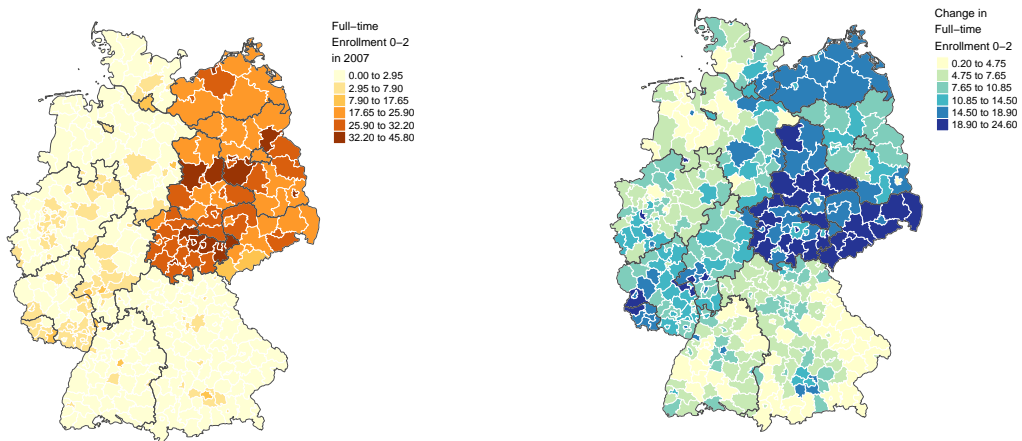 Full−time
Enrollment 0−2
in 2007
0.00 to 2.95
2.95 to 7.90
7.90 to 17.65
17.65 to 25.90
25.90 to 32.20
32.20 to 45.80
Change in
Full−time
Enrollment 0−2
0.20 to 4.75
4.75 to 7.65
7.65 to 10.85
10.85 to 14.50
14.50 to 18.90
18.90 to 24.60